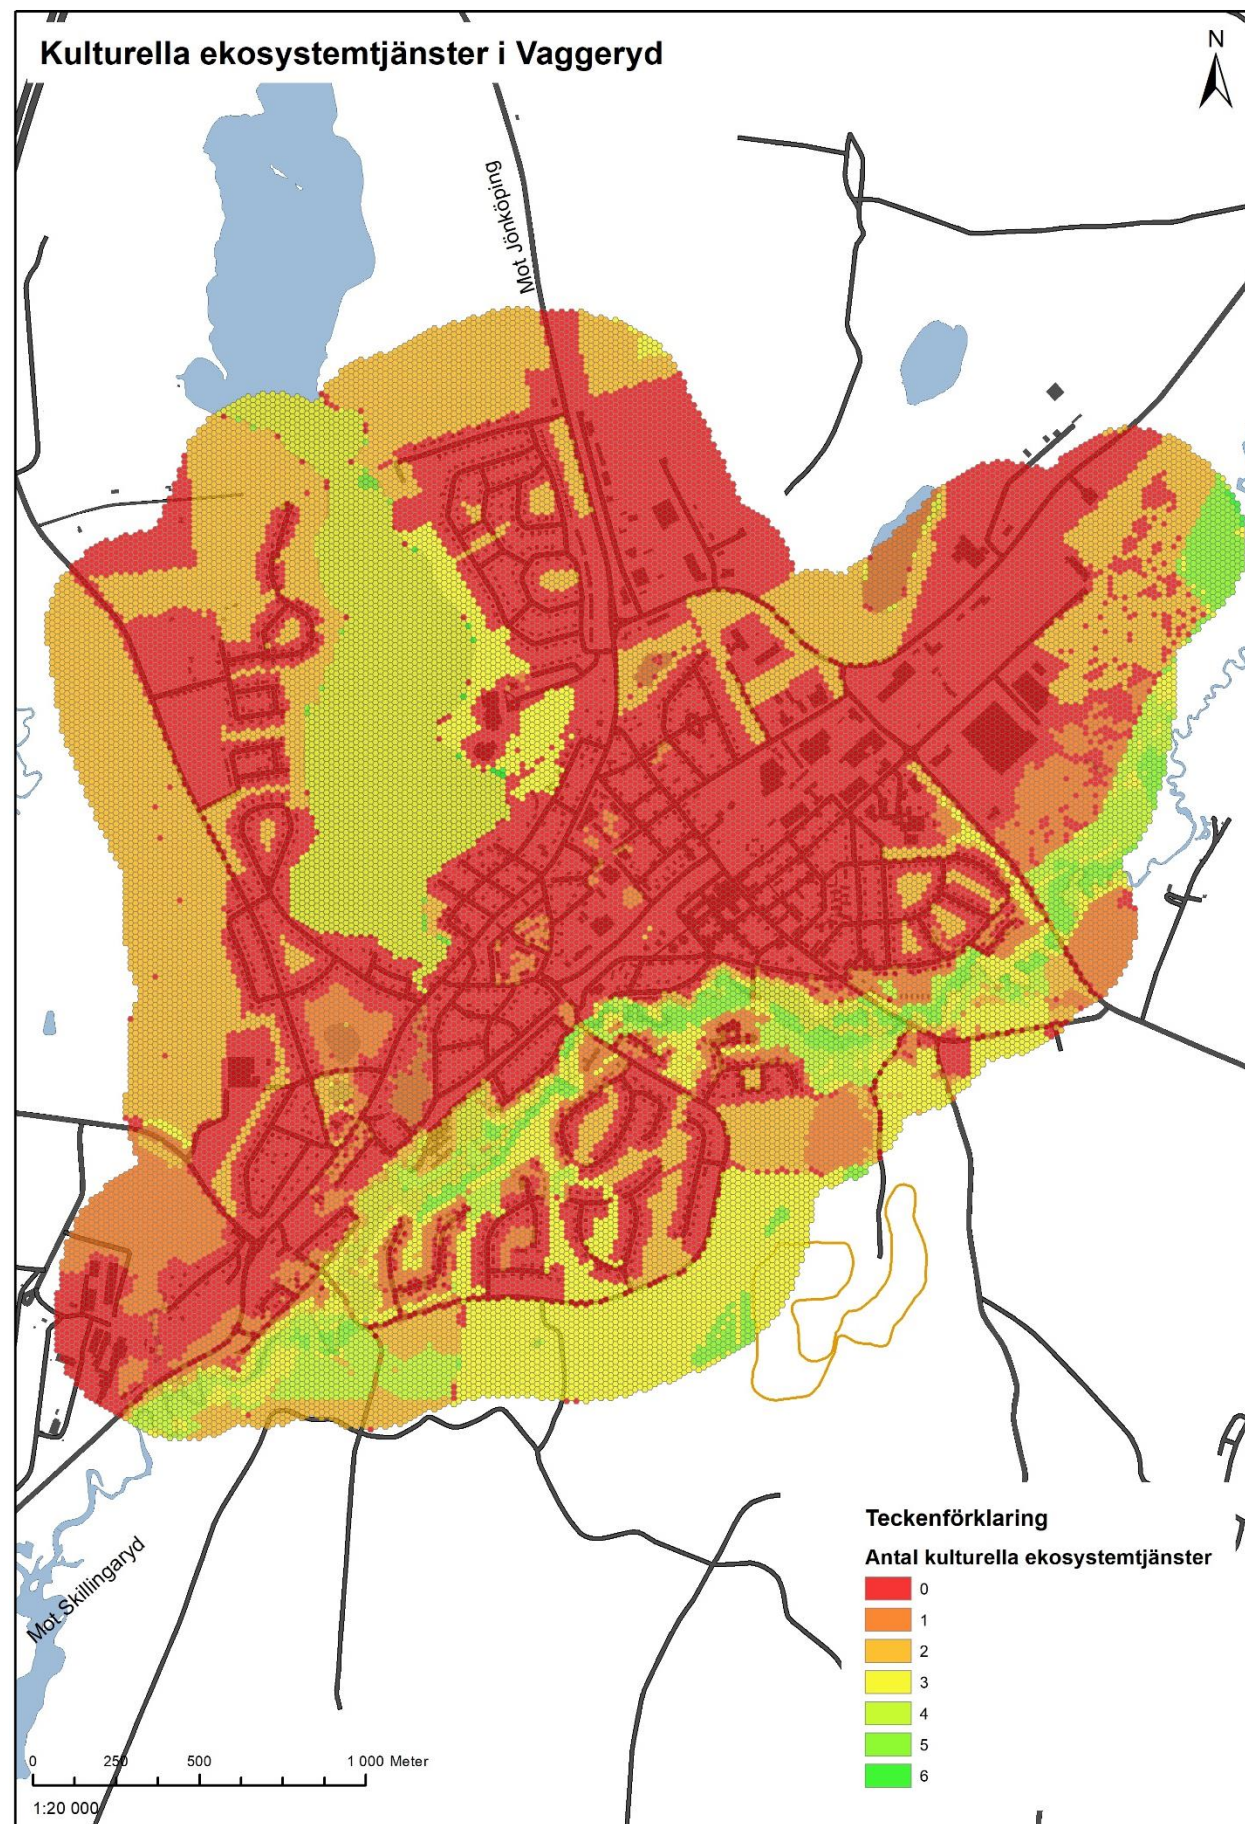 Kulturella ekosystemtjänster i Vaggeryd
N
Mot Jönköping
Mot Skillingaryd
Teckenförklaring
Antal kulturella ekosystemtjänster
0
1
2
3
4
5
6
0 250 500 1 000 Meter
1:20 000